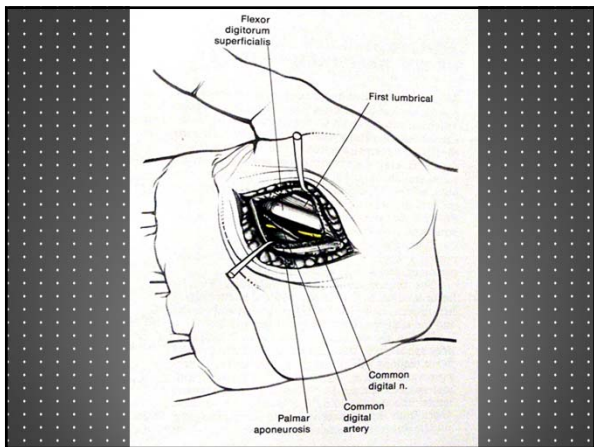 Flexor
digitorum
superficialis
First lumbrical
Common
digital n.
Common
digital
artery
Palmar
aponeurosis